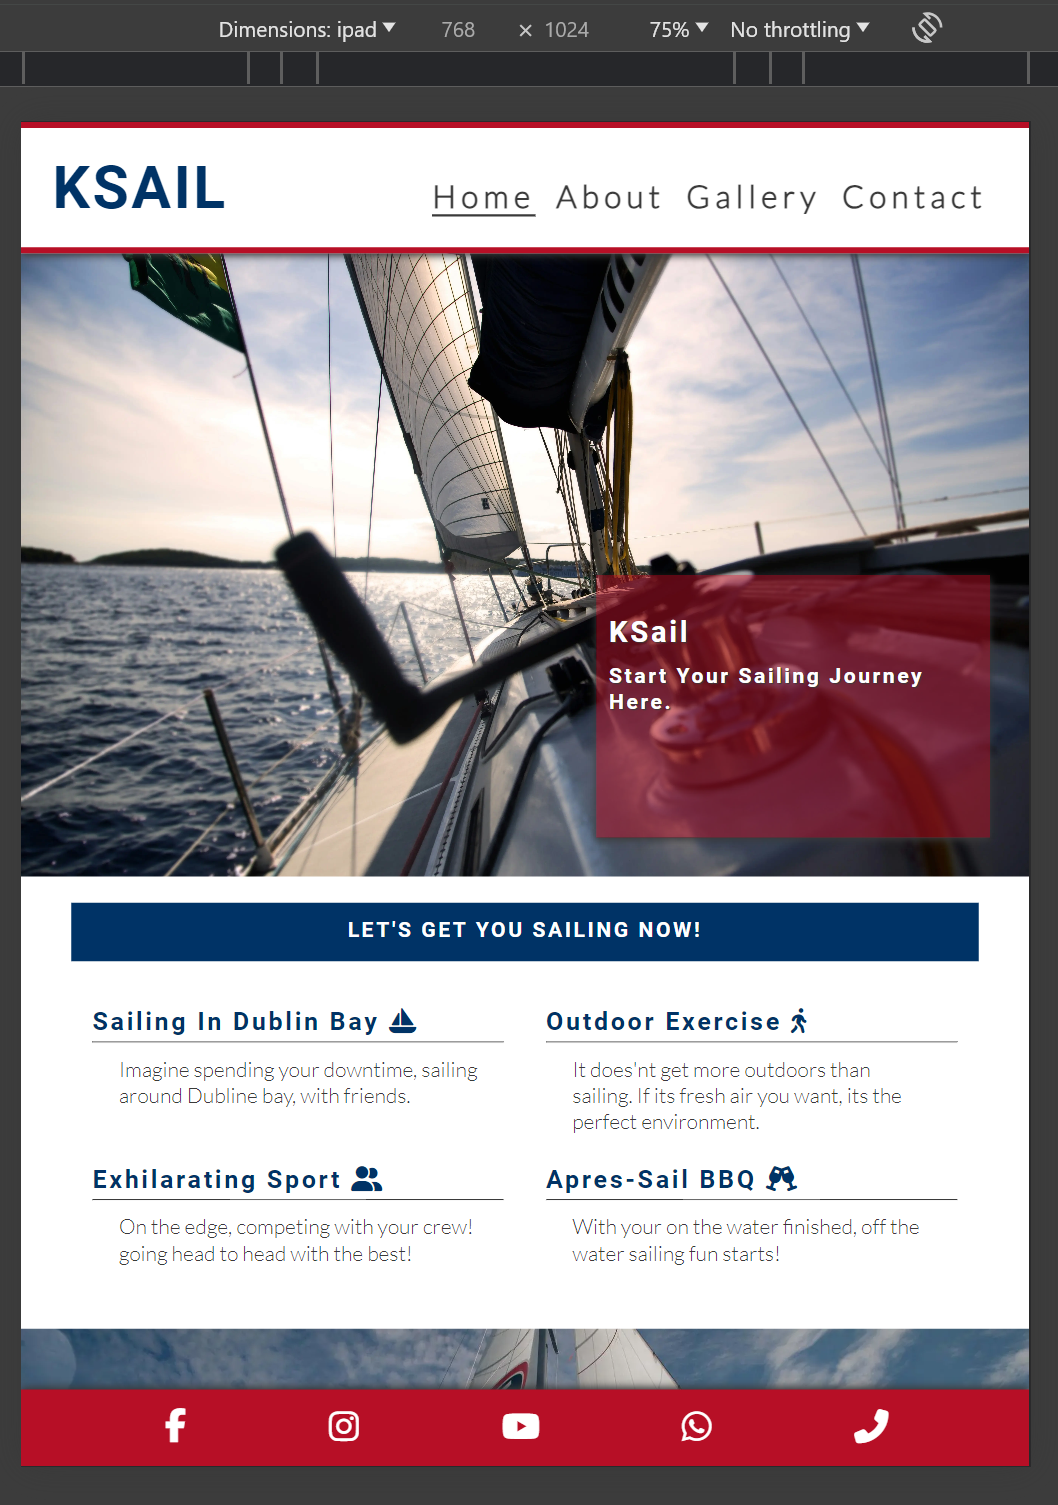 Dimensions: ipad 768 × 1024 75% No throttling
KSAIL
Home About Gallery Contact
KSail
Start Your Sailing Journey
Here.
LET'S GET YOU SAILING NOW!
Sailing In Dublin Bay
Imagine spending your downtime, sailing
around Dubline bay, with friends.
Outdoor Exercise
It does'nt get more outdoors than
sailing. If its fresh air you want, its the
perfect environment.
Exhilarating Sport
On the edge, competing with your crew!
going head to head with the best!
Apres-Sail BBQ
With your on the water finished, off the
water sailing fun starts!